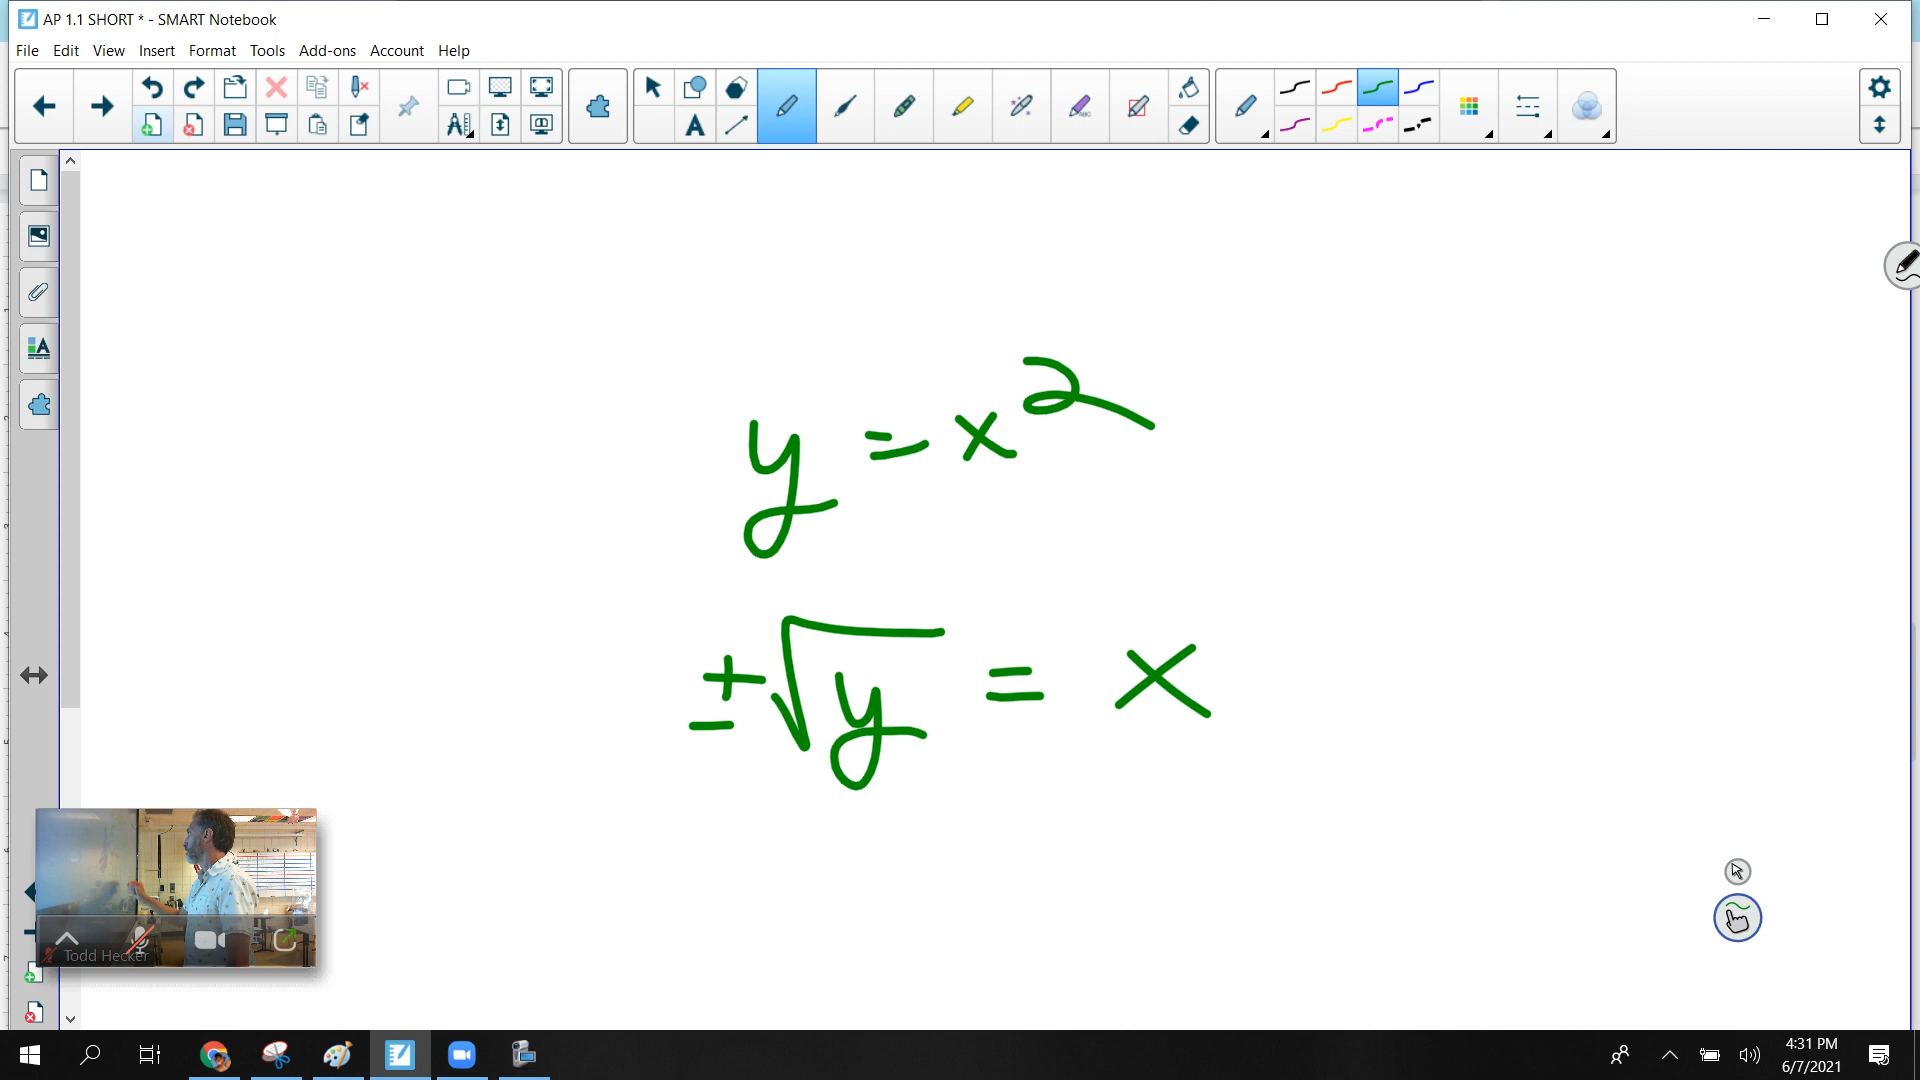 AP 1.1 SHORT * - SMART Notebook
File Edit View Insert Format Tools Add-ons Account Help
A
ABC
A
y = x²
±√y = x
Todd Hecker
4:31 PM
6/7/2021